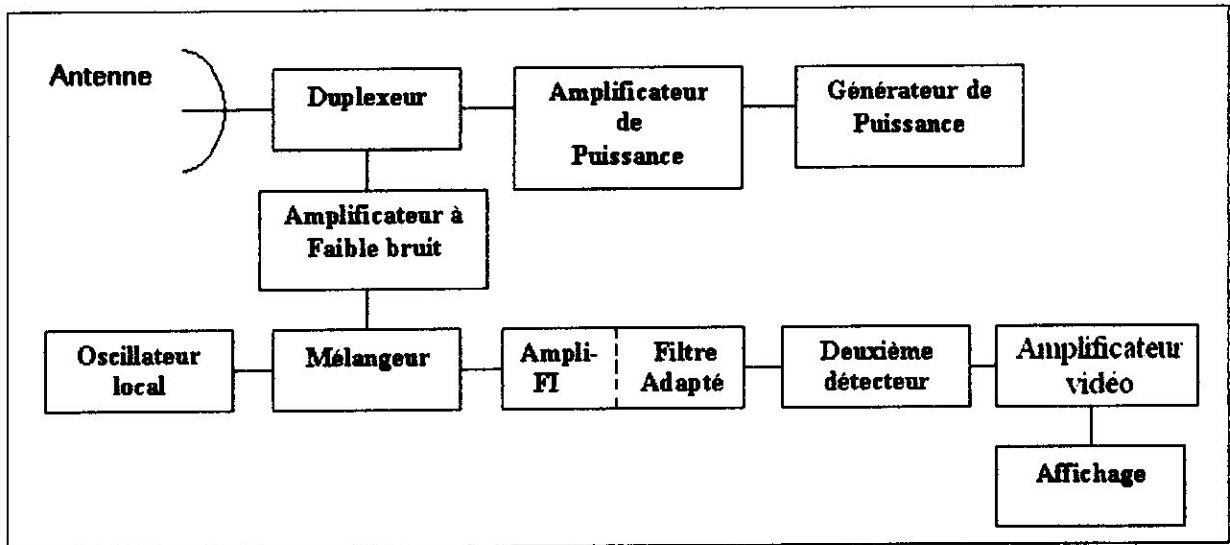 Antenne
Duplexeur
Amplificateur
de
Puissance
Générateur de
Puissance
Amplificateur à
Faible bruit
Oscillateur
local
Mélangeur
Ampli-
FI
Filtre
Adapté
Deuxième
détecteur
Amplificateur
vidéo
Affichage